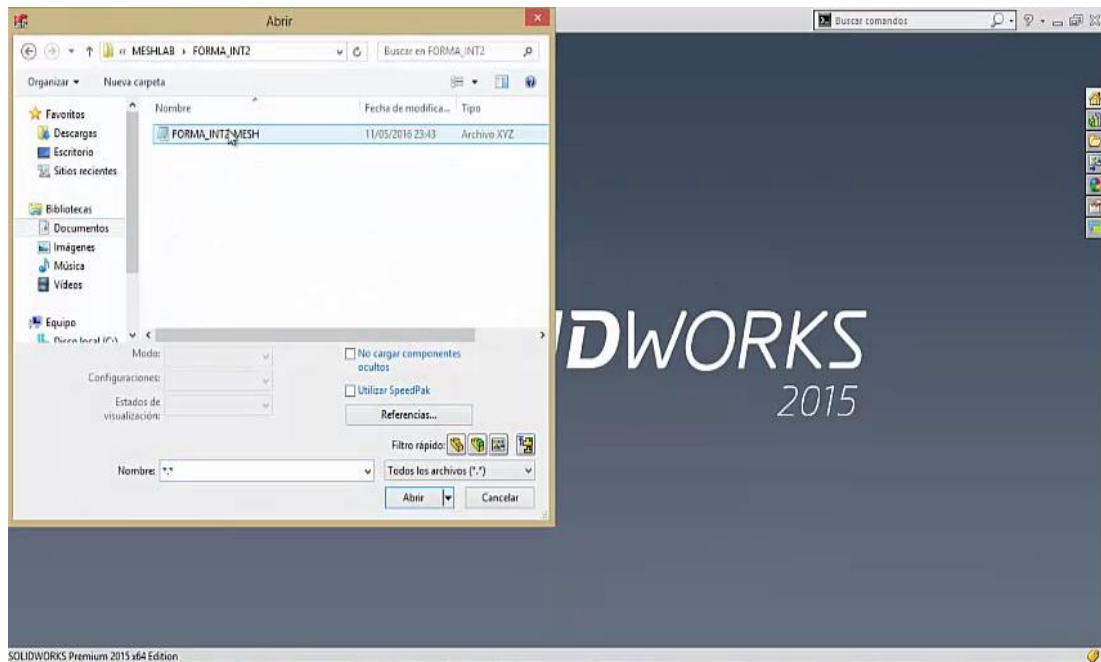 Abrir
Buscar comandos
MESHLAB FORMA_INT2
Buscar en FORMA_INT2
Organizar Nueva carpeta
Favoritos
Descargas
Escritorio
Sitios recientes
Bibliotecas
Documentos
Imágenes
Música
Vídeos
Equipo
Disco local (C:)
Nombre Fecha de modifica... Tipo
FORMA_INT2_MESH 11/05/2016 23:43 Archivo XYZ
Modo:
Configuraciones:
Estados de
visualización:
No cargar componentes
ocultos
Utilizar SpeedPak
Referencias...
Filtro rápido:
Nombre: *.*
Todos los archivos (*.*)
Abrir Cancelar
IDWORKS
2015
SOLIDWORKS Premium 2015 x64 Edition